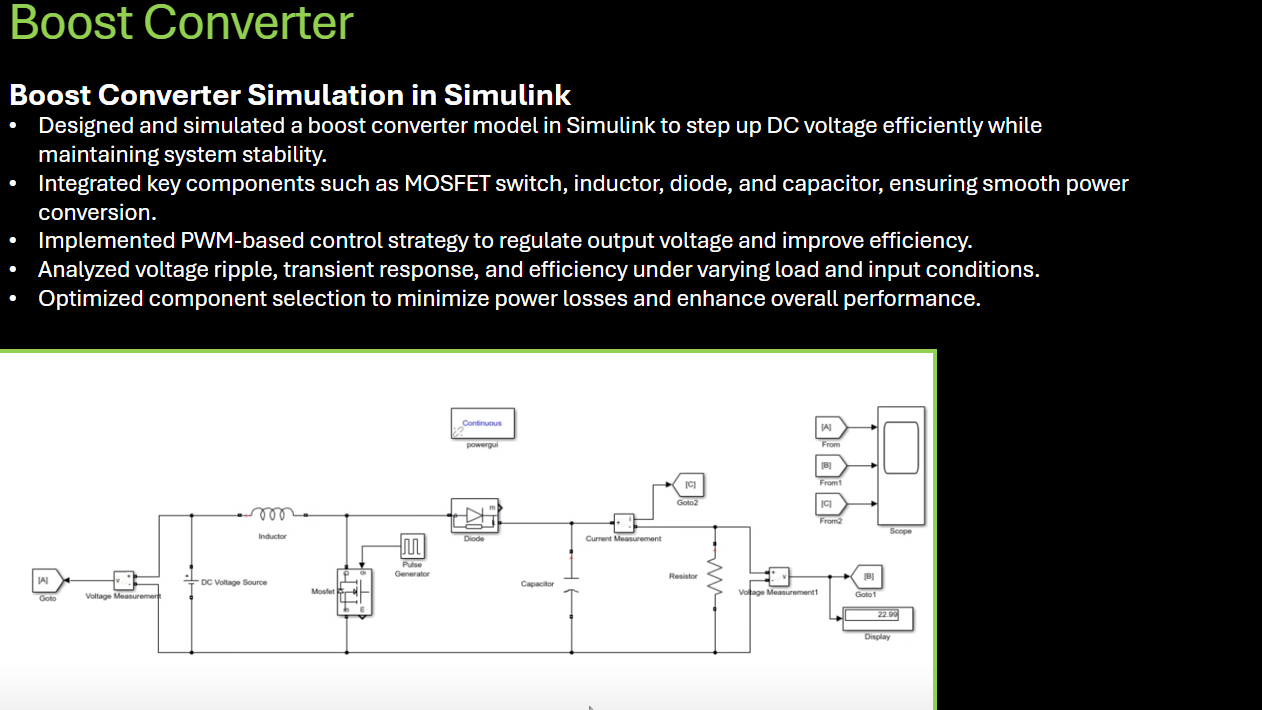 Boost Converter
Boost Converter Simulation in Simulink
• Designed and simulated a boost converter model in Simulink to step up DC voltage efficiently while
maintaining system stability.
• Integrated key components such as MOSFET switch, inductor, diode, and capacitor, ensuring smooth power
conversion.
• Implemented PWM-based control strategy to regulate output voltage and improve efficiency.
• Analyzed voltage ripple, transient response, and efficiency under varying load and input conditions.
• Optimized component selection to minimize power losses and enhance overall performance.
Continuous
powergui
[A]
From
[B]
From1
[C]
From2
Scope
[C]
Goto2
Inductor
m
Diode
Current Measurement
Pulse
Generator
[A]
Goto
v
Voltage Measurement
DC Voltage Source
Mosfet
Capacitor
Resistor
v
Voltage Measurement1
[B]
Goto1
22.99
Display